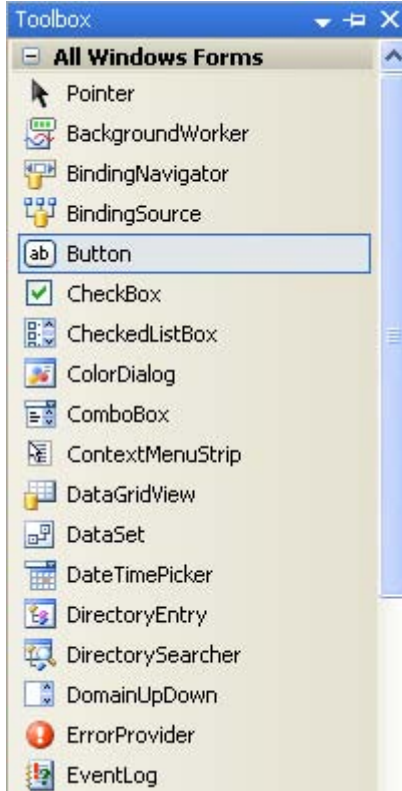 Toolbox
All Windows Forms
Pointer
BackgroundWorker
BindingNavigator
BindingSource
ab Button
CheckBox
CheckedListBox
ColorDialog
ComboBox
ContextMenuStrip
DataGridView
DataSet
DateTimePicker
DirectoryEntry
DirectorySearcher
DomainUpDown
ErrorProvider
EventLog